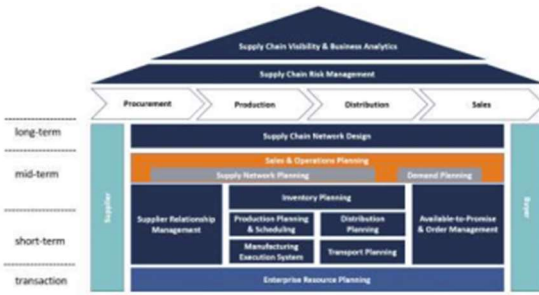 Supply Chain Visibility & Business Analytics
Supply Chain Risk Management
Procurement
Production
Distribution
Sales
long-term
Supply Chain Network Design
mid-term
Sales & Operations Planning
Supply Network Planning
Demand Planning
Supplier
Buyer
Inventory Planning
Supplier Relationship
Management
Production Planning
& Scheduling
Distribution
Planning
Available-to-Promise
& Order Management
short-term
Manufacturing
Execution System
Transport Planning
transaction
Enterprise Resource Planning